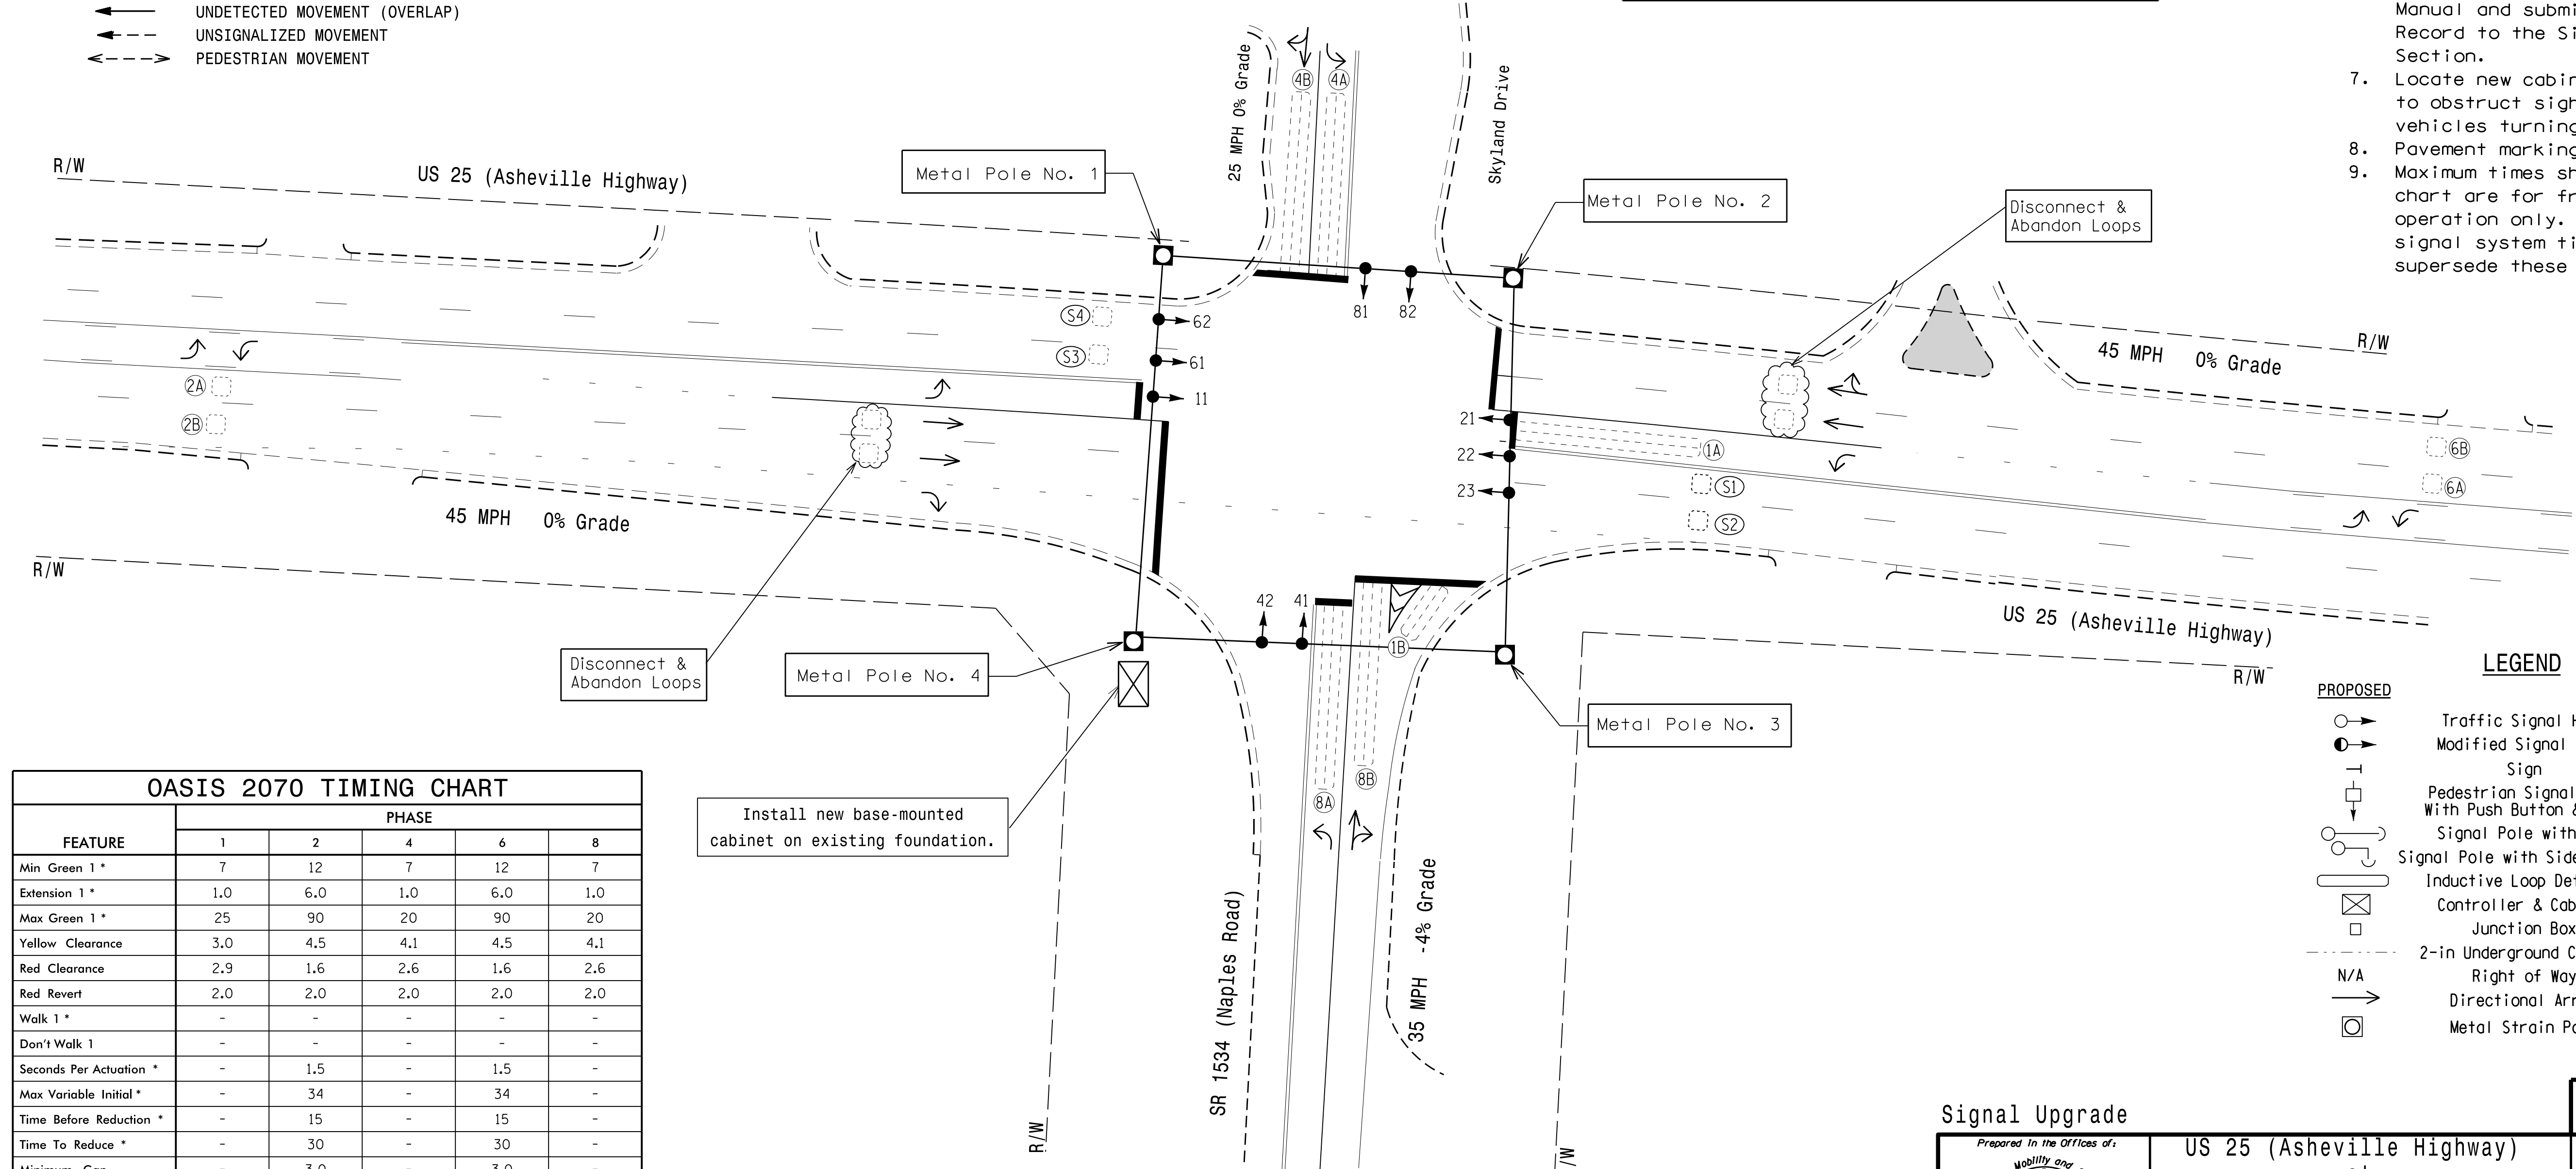 UNDETECTED MOVEMENT (OVERLAP)
UNSIGNALIZED MOVEMENT
PEDESTRIAN MOVEMENT
Manual and
Record to the
Section.
7. Locate new
to obstruct
vehicles turning
8. Pavement
9. Maximum times
chart are for
operation only.
signal system
supersede these
R/W
US 25 (Asheville Highway)
Metal Pole No. 1
25 MPH 0% Grade
4B
4A
Skyland Drive
Metal Pole No. 2
Disconnect &
Abandon Loops
R/W
45 MPH 0% Grade
81
82
S4
62
S3
61
11
2A
2B
21
22
23
1A
S1
S2
6B
6A
45 MPH 0% Grade
R/W
US 25 (Asheville Highway)
R/W
42
41
1B
Disconnect &
Abandon Loops
Metal Pole No. 4
Metal Pole No. 3
8B
8A
Install new base-mounted
cabinet on existing foundation.
SR 1534 (Naples Road)
35 MPH -4% Grade
R/W
/W
LEGEND
PROPOSED
Traffic Signal
Modified Signal
Sign
Pedestrian Signal
With Push Button &
Signal Pole with
Signal Pole with
Inductive Loop
Controller &
Junction Box
2-in Underground
N/A Right of Way
Directional
Metal Strain
OASIS 2070 TIMING CHART
FEATURE PHASE
1 2 4 6 8
Min Green 1 * 7 12 7 12 7
Extension 1 * 1.0 6.0 1.0 6.0 1.0
Max Green 1 * 25 90 20 90 20
Yellow Clearance 3.0 4.5 4.1 4.5 4.1
Red Clearance 2.9 1.6 2.6 1.6 2.6
Red Revert 2.0 2.0 2.0 2.0 2.0
Walk 1 * - - - - -
Don't Walk 1 - - - - -
Seconds Per Actuation * - 1.5 - 1.5 -
Max Variable Initial * - 34 - 34 -
Time Before Reduction * - 15 - 15 -
Time To Reduce * - 30 - 30 -
Minimum Gap - 3.0 - 3.0 -
Signal Upgrade
Prepared in the Offices of:
Mobility and
US 25 (Asheville Highway)